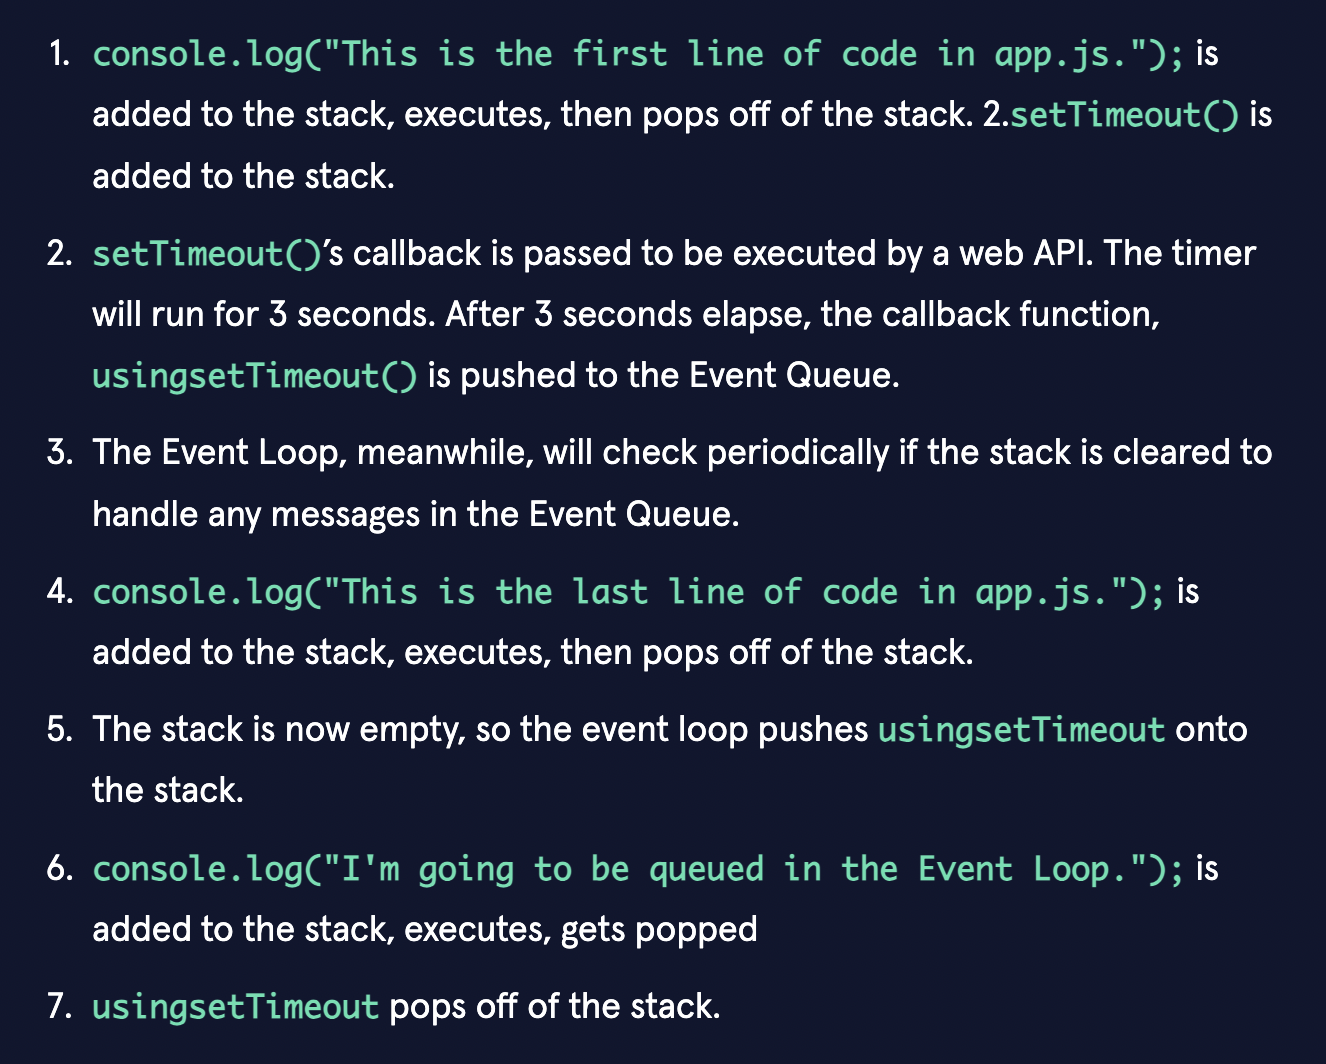 1. console.log("This is the first line of code in app.js."); is
added to the stack, executes, then pops off of the stack. 2.setTimeout() is
added to the stack.
2. setTimeout()’s callback is passed to be executed by a web API. The timer
will run for 3 seconds. After 3 seconds elapse, the callback function,
usingsetTimeout() is pushed to the Event Queue.
3. The Event Loop, meanwhile, will check periodically if the stack is cleared to
handle any messages in the Event Queue.
4. console.log("This is the last line of code in app.js."); is
added to the stack, executes, then pops off of the stack.
5. The stack is now empty, so the event loop pushes usingsetTimeout onto
the stack.
6. console.log("I'm going to be queued in the Event Loop."); is
added to the stack, executes, gets popped
7. usingsetTimeout pops off of the stack.